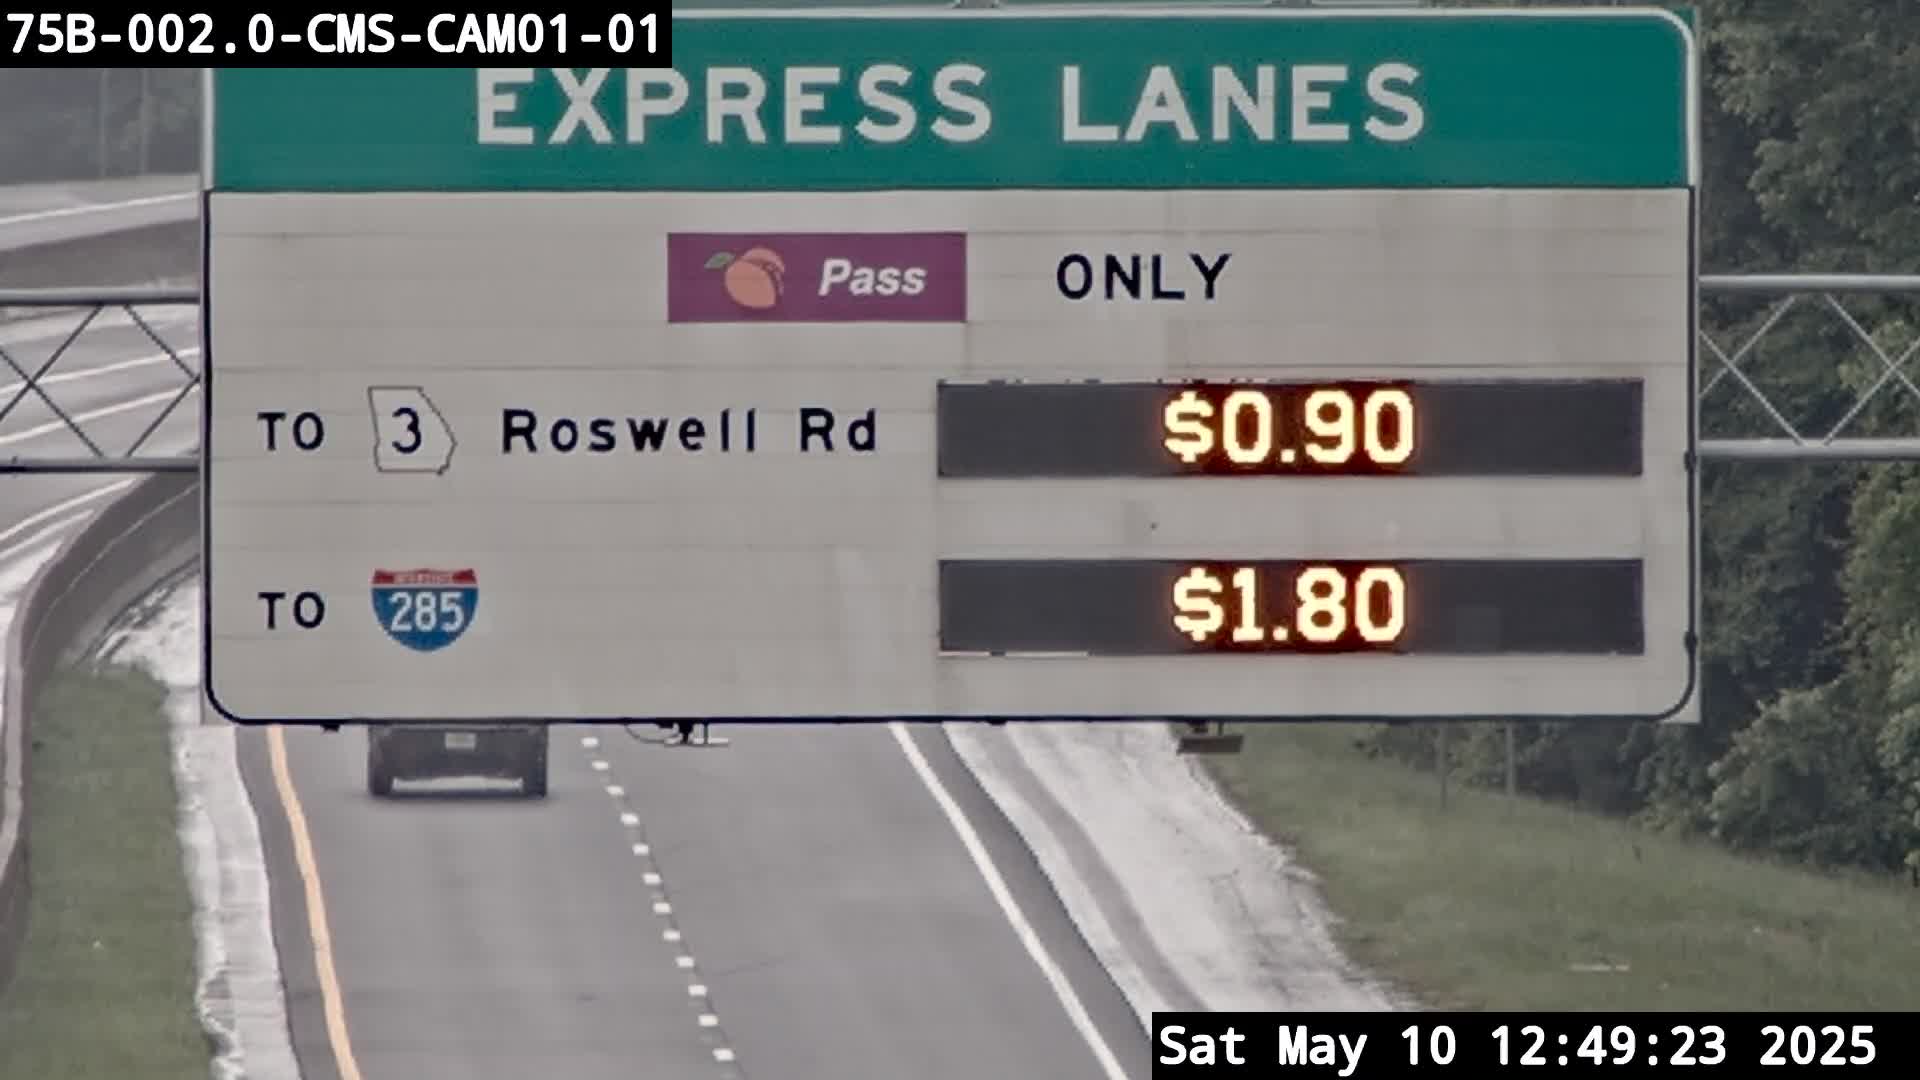 75B-002.0-CMS-CAM01-01
EXPRESS LANES
Pass ONLY
TO 3 Roswell Rd $0.90
TO 285 $1.80
Sat May 10 12:49:23 2025